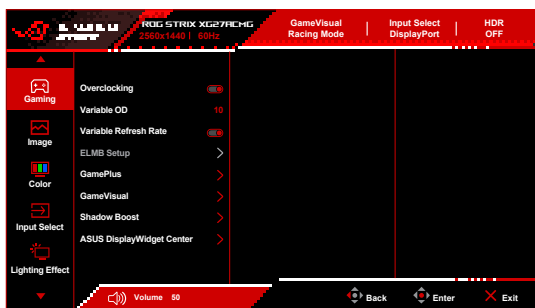 ROG STRIX XG27ACMG
2560x1440 | 60Hz
GameVisual
Racing Mode
Input Select
DisplayPort
HDR
OFF
Gaming
Image
Color
Input Select
Lighting Effect
Overclocking
Variable OD 10
Variable Refresh Rate
ELMB Setup
GamePlus
GameVisual
Shadow Boost
ASUS DisplayWidget Center
Volume 50
Back
Enter
Exit